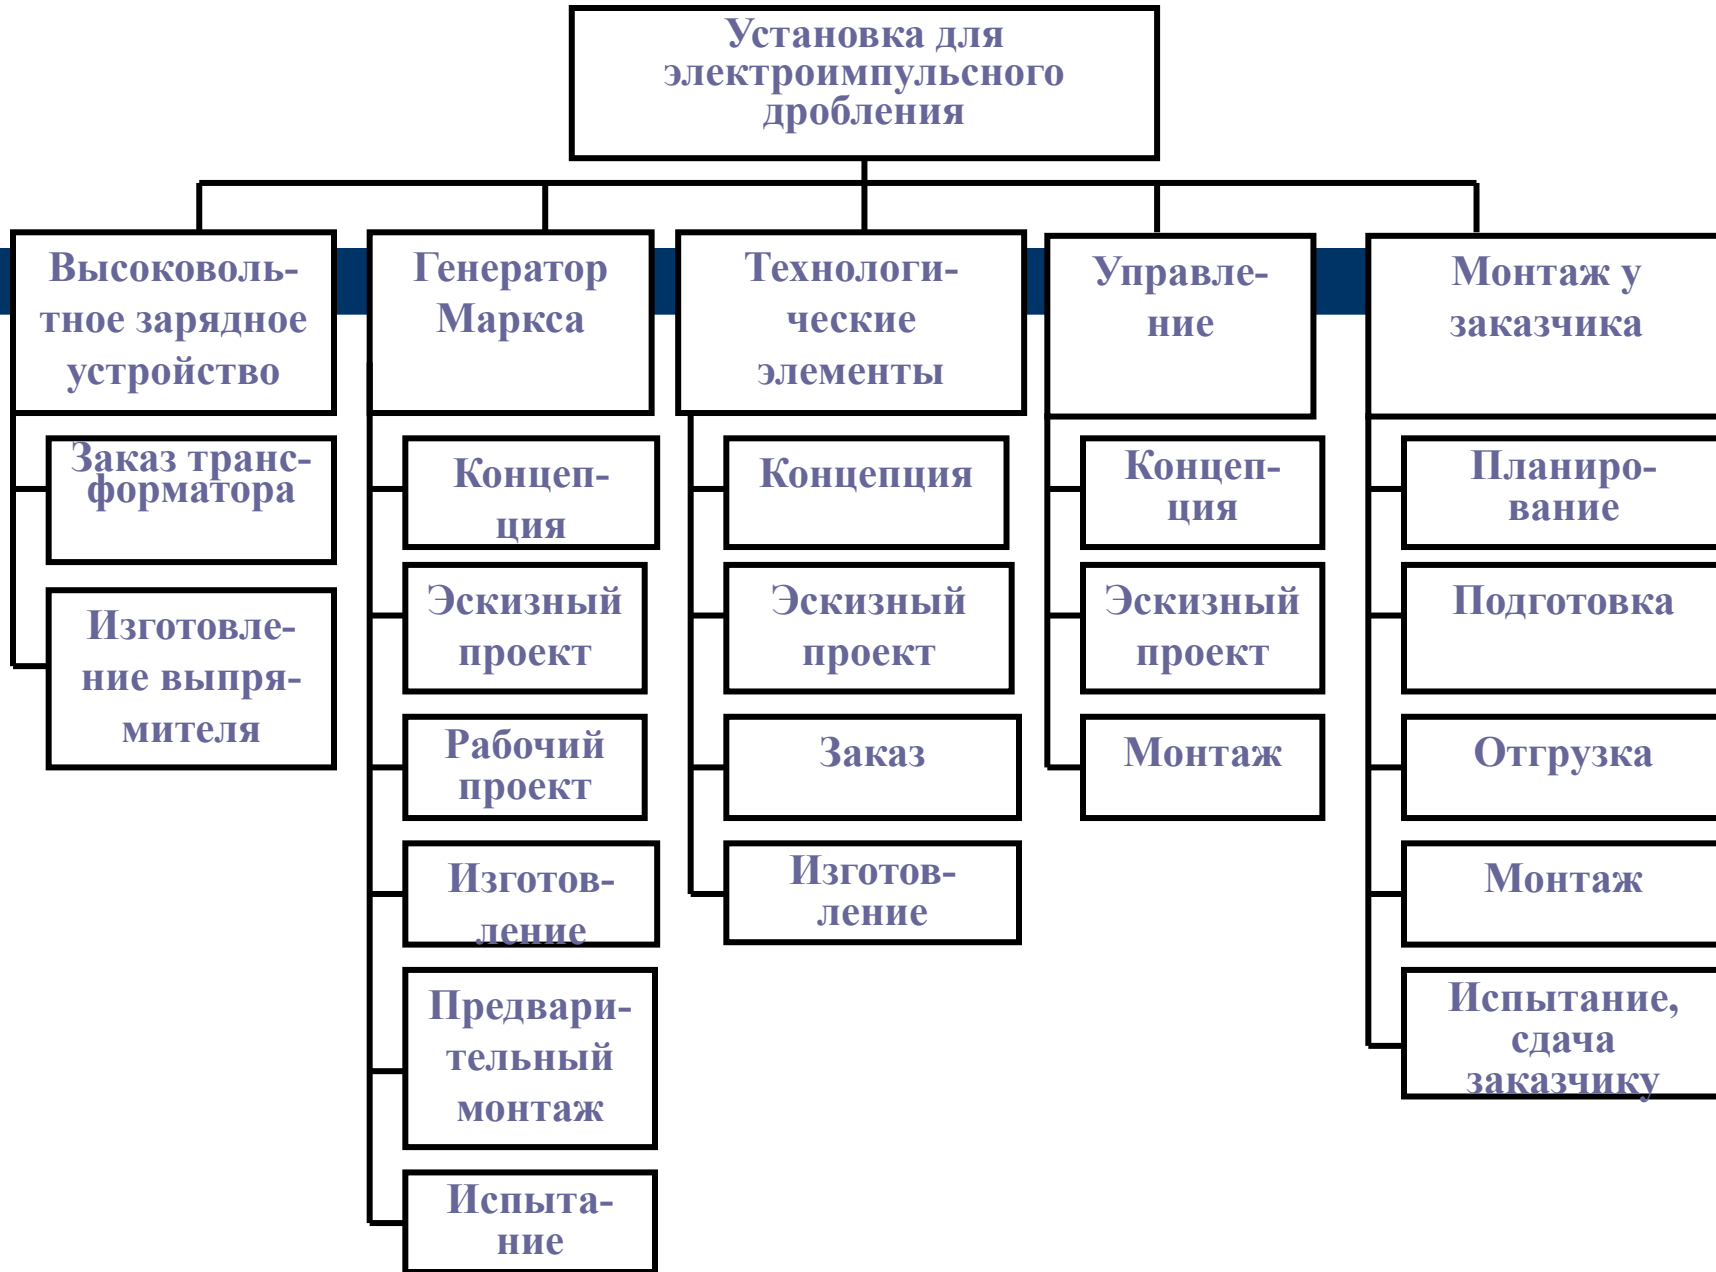 Установка для
электроимпульсного
дробления
Высоковоль-
тное зарядное
устройство
Заказ транс-
форматора
Изготовле-
ние выпря-
мителя
Генератор
Маркса
Концеп-
ция
Эскизный
проект
Рабочий
проект
Изготов-
ление
Предвари-
тельный
монтаж
Испыта-
ние
Технологи-
ческие
элементы
Концепция
Эскизный
проект
Заказ
Изготов-
ление
Управле-
ние
Концеп-
ция
Эскизный
проект
Монтаж
Монтаж у
заказчика
Планиро-
вание
Подготовка
Отгрузка
Монтаж
Испытание,
сдача
заказчику